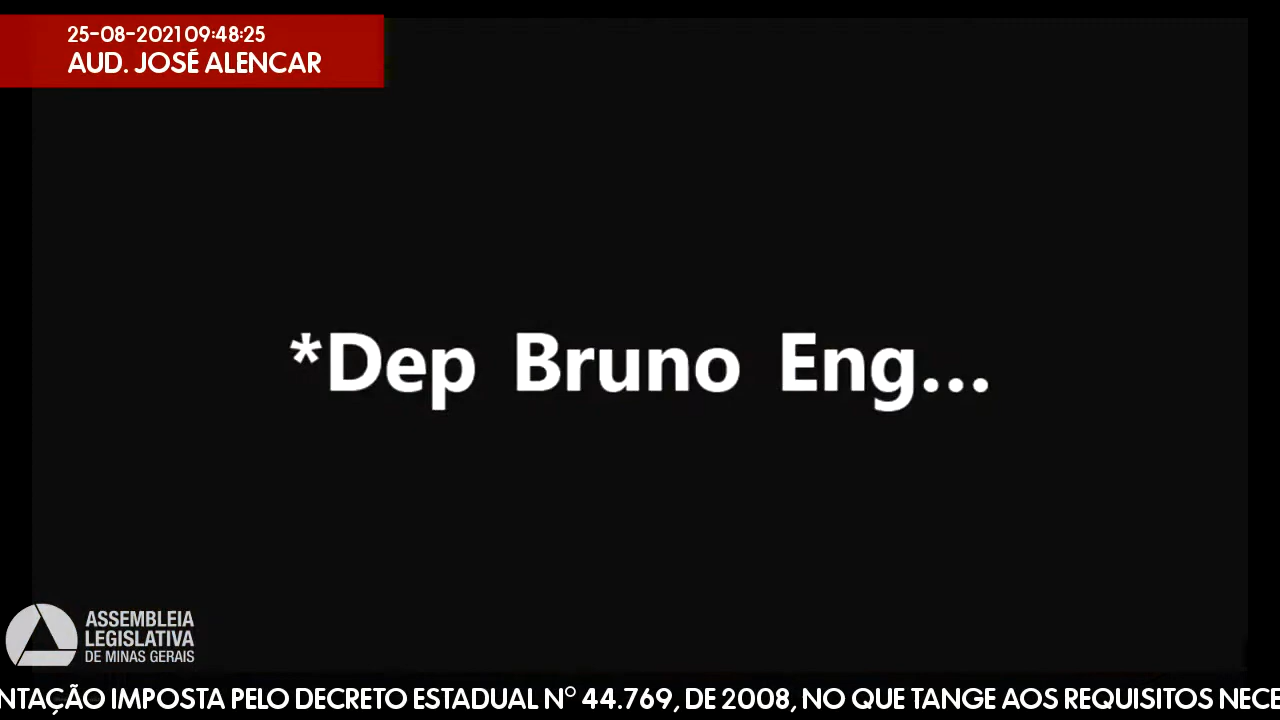 25-08-2021 09:48:25
AUD. JOSÉ ALENCAR
*Dep Bruno Eng...
ASSEMBLEIA
LEGISLATIVA
DE MINAS GERAIS
NTAÇÃO IMPOSTA PELO DECRETO ESTADUAL Nº 44.769, DE 2008, NO QUE TANGE AOS REQUISITOS NECE